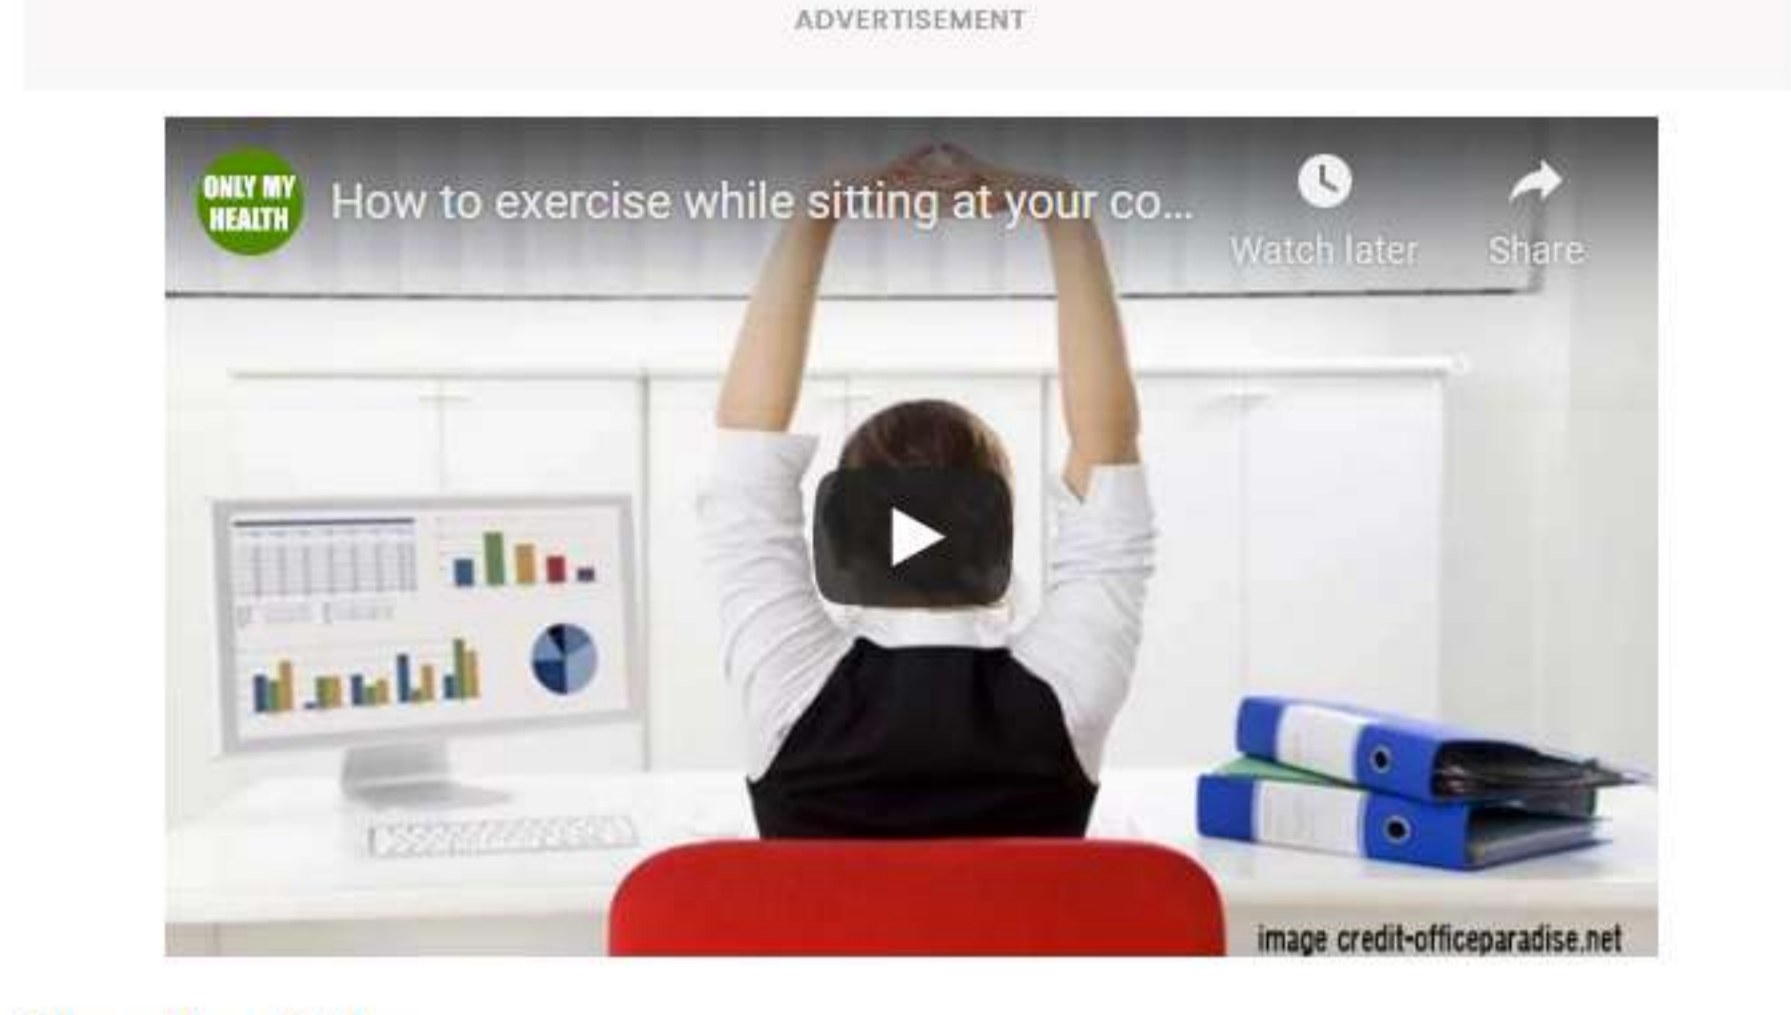 ADVERTISEMENT
ONLY MY
HEALTH
How to exercise while sitting at your co...
Watch later
Share
image credit-officeparadise.net